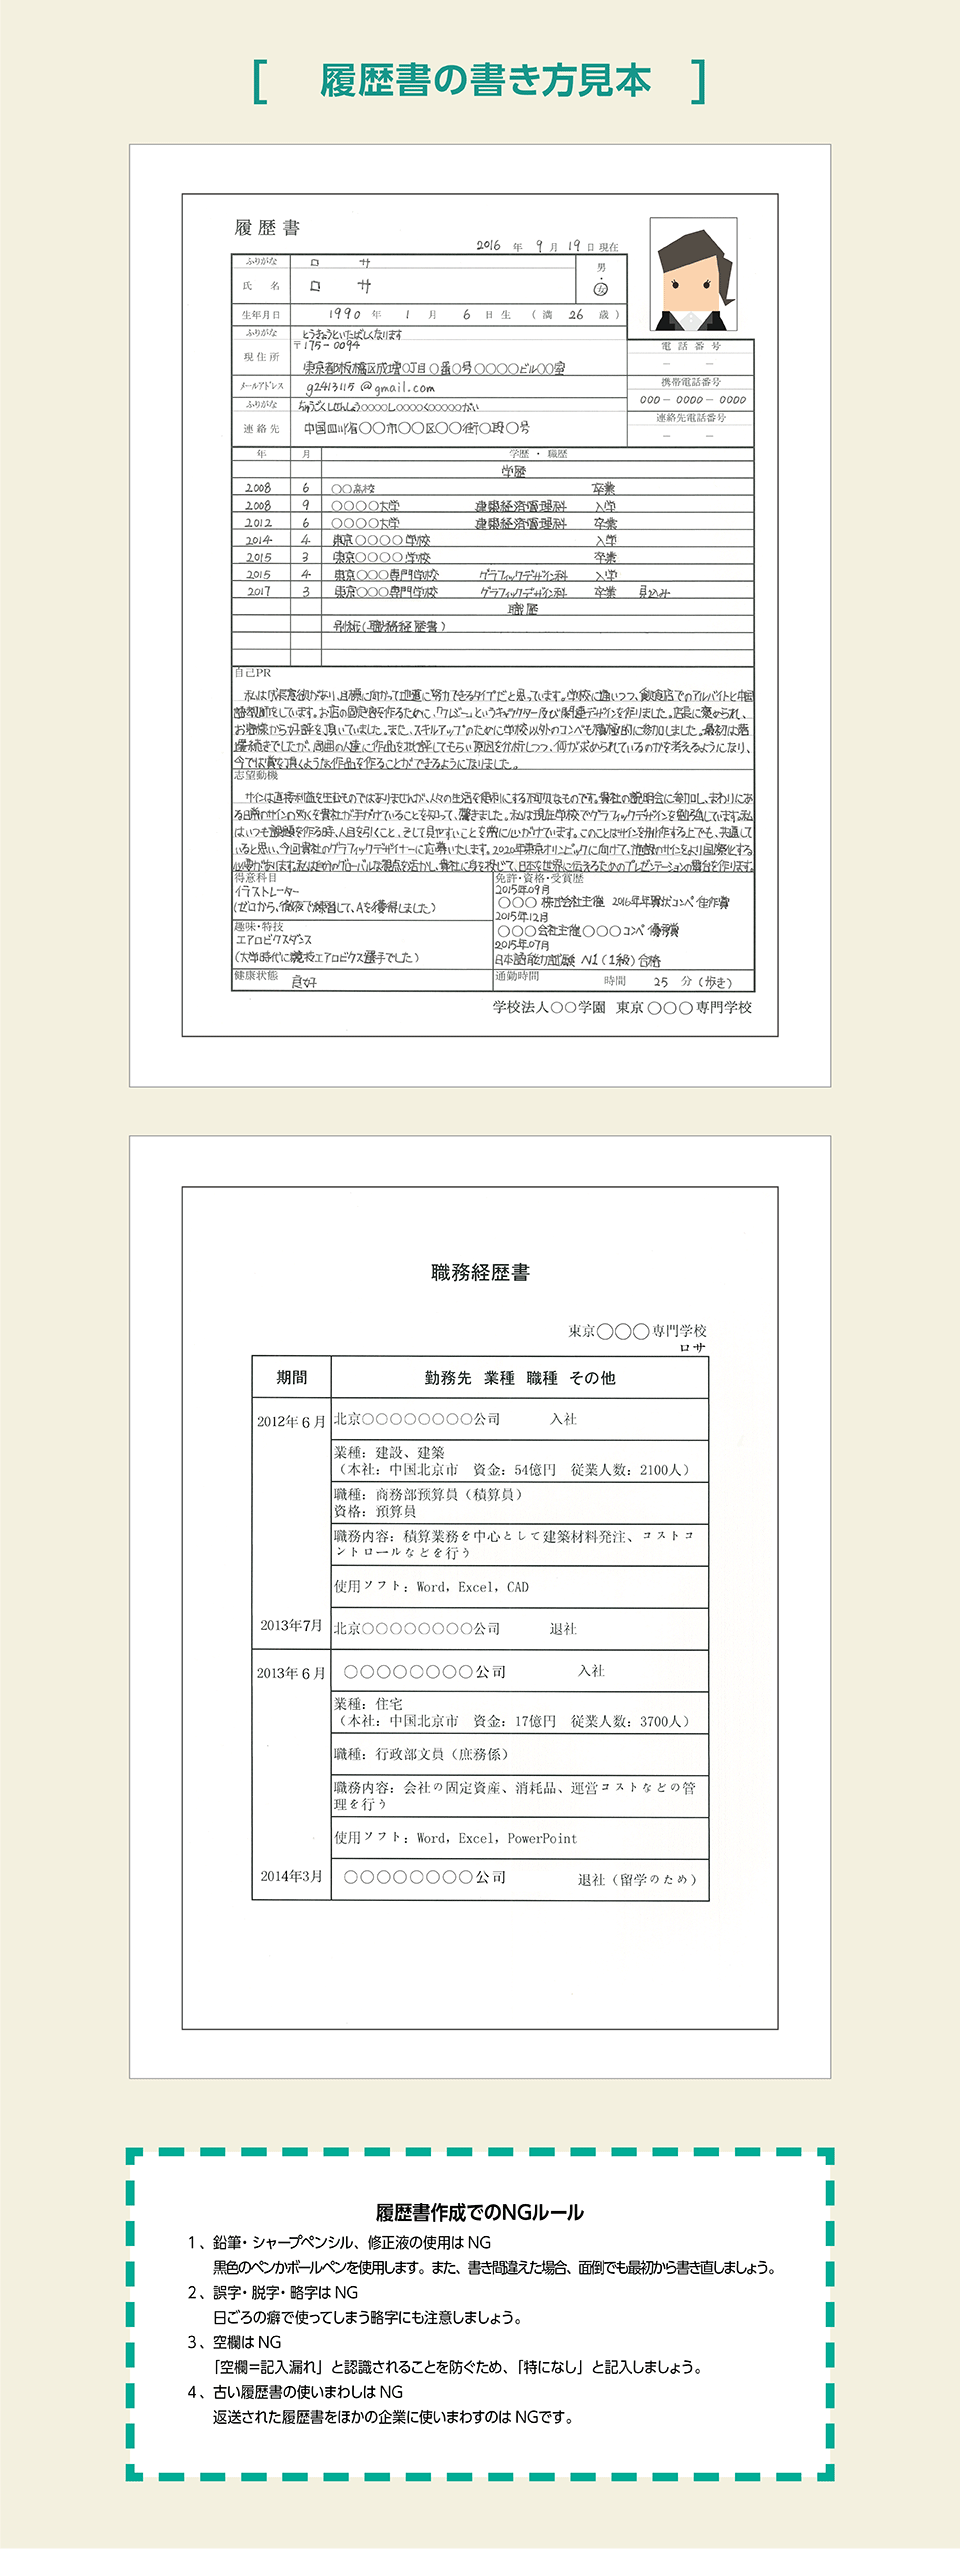 [ 履歴書の書き方見本 ]
履歴書
2016 年 9 月 19 日現在
ふりがな ロ サ
氏 名 ロ サ
男・女
生年月日 1990 年 1 月 6 日生 (満 26 歳)
ふりがな とうきょうといたばしくなります
〒175-0094
現住所 東京都板橋区成増○丁目○番○号○○○○ビル○○室
メールアドレス g2413115@gmail.com
ふりがな ちゅうごくしせんしょう○○○○し○○○○く○○○○○がい
連絡先 中国四川省○○市○○区○○街○段○号
電話番号
— —
携帯電話番号
000-0000-0000
連絡先電話番号
— —
年 月 学歴・職歴
学歴
2008 6 ○○高校 卒業
2008 9 ○○○○大学 建築経済管理科 入学
2012 6 ○○○○大学 建築経済管理科 卒業
2014 4 東京○○○○学校 入学
2015 3 東京○○○○学校 卒業
2015 4 東京○○○専門学校 グラフィックデザイン科 入学
2017 3 東京○○○専門学校 グラフィックデザイン科 卒業 見込み
職歴
別紙(職務経歴書)
自己PR
私は成長意欲があり、目標に向かって地道に努力できるタイプだと思っています。学校に通いつつ、飲食店でのアルバイトと中国
語教師をしています。お店の固定客を作るために、「クムジー」というキャラクター及び関連デザインを作りました。店長に褒められ、
お客様から好評を頂いていました。また、スキルアップのために学校以外のコンペも積極的に参加しました。最初は落
選続きでしたが、周囲の人達に作品を批評してもらい原因を分析しつつ、何が求められているのかを考えるようになり、
今では賞を頂くような作品を作ることができるようになりました。
志望動機
サインは直接利益を生むものではありませんが、人々の生活を便利にする不可欠なものです。貴社の説明会に参加し、まわりにあ
る日常のサインの多くを貴社が手がけていることを知って、驚きました。私は現在学校でグラフィックデザインを勉強しています。私
はいつも課題を作る時、人目を引くこと、そして見やすいことを常に心がけています。このことはサインを制作する上でも、共通して
いると思い、今回貴社のグラフィックデザイナーに応募いたします。2020年東京オリンピックに向けて、施設のサインをより国際化する
必要があります。私は自分のグローバルな視点を活かし、貴社に身を投じて、日本を世界に伝えるためのプレゼンテーションの舞台を作ります。
得意科目
イラストレーター
(ゼロから、徹夜で練習して、Aを獲得しました)
趣味・特技
エアロビクスダンス
(大学時代に競技エアロビクス選手でした)
健康状態 良好
免許・資格・受賞歴
2015年09月
○○○ 株式会社主催 2016年年賀状コンペ 佳作賞
2015年12月
○○○会社主催○○○コンペ 優秀賞
2015年07月
日本語能力試験 N1(1級)合格
通勤時間 時間 25 分(歩き)
学校法人○○学園 東京○○○専門学校
職務経歴書
東京○○○専門学校
ロサ
期間 勤務先 業種 職種 その他
2012年6月 北京○○○○○○○○公司 入社
業種:建設、建築
(本社:中国北京市 資金:54億円 従業人数:2100人)
職種:商務部預算員(積算員)
資格:預算員
職務内容:積算業務を中心として建築材料発注、コストコ
ントロールなどを行う
使用ソフト:Word, Excel, CAD
2013年7月 北京○○○○○○○○公司 退社
2013年6月 ○○○○○○○○公司 入社
業種:住宅
(本社:中国北京市 資金:17億円 従業人数:3700人)
職種:行政部文員(庶務係)
職務内容:会社の固定資産、消耗品、運営コストなどの管
理を行う
使用ソフト:Word, Excel, PowerPoint
2014年3月 ○○○○○○○○公司 退社(留学のため)
履歴書作成でのNGルール
1、鉛筆・シャープペンシル、修正液の使用は NG
黒色のペンかボールペンを使用します。また、書き間違えた場合、面倒でも最初から書き直しましょう。
2、誤字・脱字・略字は NG
日ごろの癖で使ってしまう略字にも注意しましょう。
3、空欄は NG
「空欄=記入漏れ」と認識されることを防ぐため、「特になし」と記入しましょう。
4、古い履歴書の使いまわしは NG
返送された履歴書をほかの企業に使いまわすのは NGです。